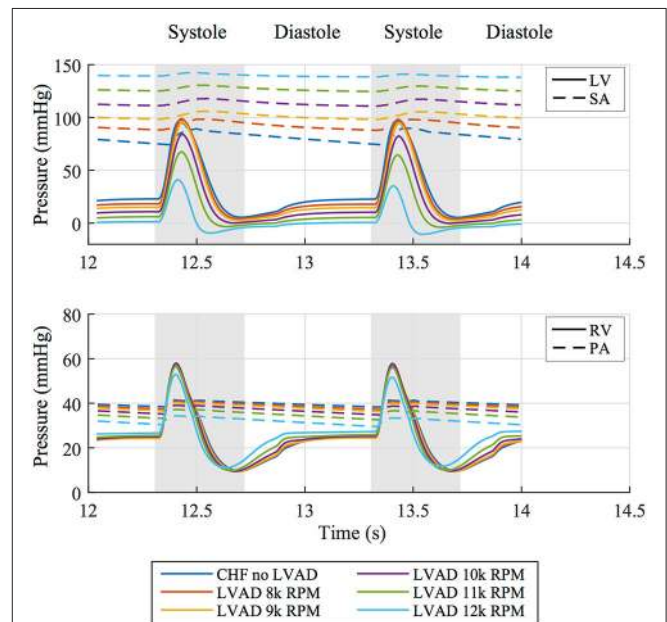 Systole Diastole Systole Diastole
150
100
50
0
Pressure (mmHg)
LV
SA
12 12.5 13 13.5 14 14.5
80
60
40
20
0
Pressure (mmHg)
RV
PA
12 12.5 13 13.5 14 14.5
Time (s)
CHF no LVAD LVAD 10k RPM
LVAD 8k RPM LVAD 11k RPM
LVAD 9k RPM LVAD 12k RPM